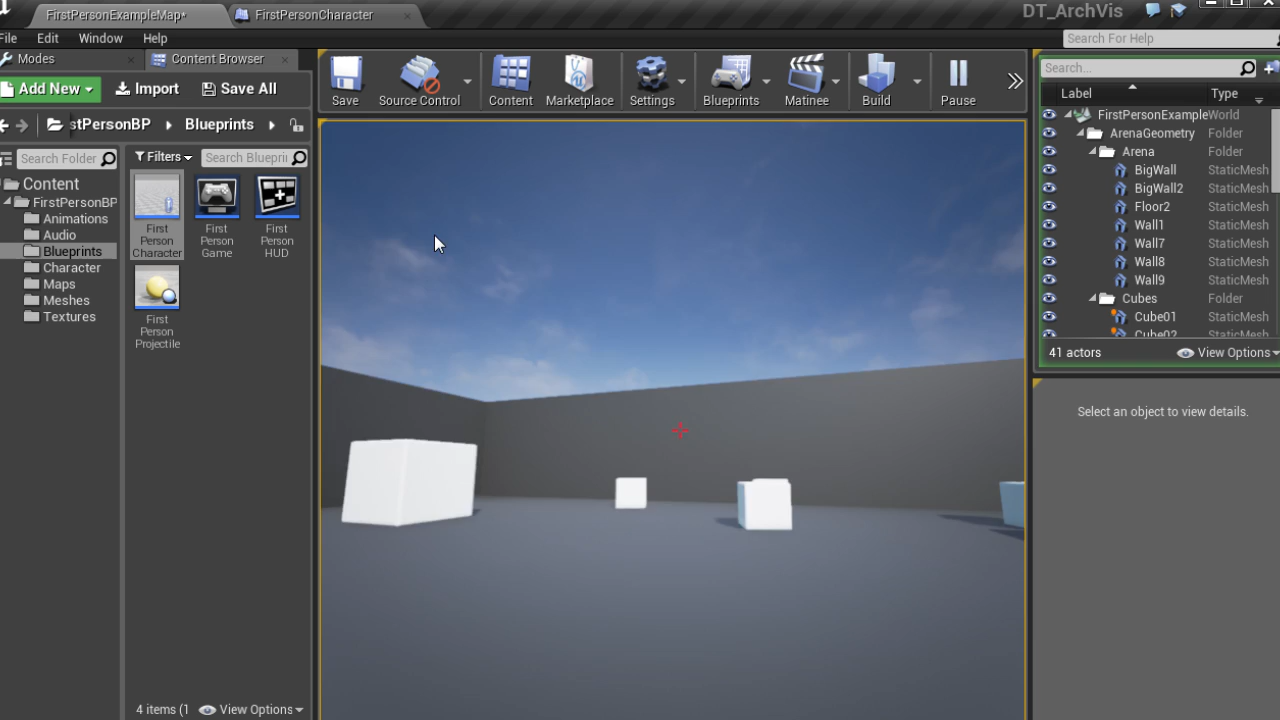 FirstPersonExampleMap*
FirstPersonCharacter
DT_ArchVis
File Edit Window Help
Search For Help
Modes
Content Browser
Add New
Import
Save All
Save
Source Control
Content
Marketplace
Settings
Blueprints
Matinee
Build
Pause
Search...
Label
Type
stPersonBP
Blueprints
Search Folder
Filters
Search Bluepri
Content
FirstPersonBP
Animations
Audio
Blueprints
Character
Maps
Meshes
Textures
First
Person
Character
First
Person
Game
First
Person
HUD
First
Person
Projectile
4 items (1
View Options
FirstPersonExample World
ArenaGeometry Folder
Arena Folder
BigWall StaticMesh
BigWall2 StaticMesh
Floor2 StaticMesh
Wall1 StaticMesh
Wall7 StaticMesh
Wall8 StaticMesh
Wall9 StaticMesh
Cubes Folder
Cube01 StaticMesh
Cube02 StaticMesh
41 actors
View Options
Select an object to view details.